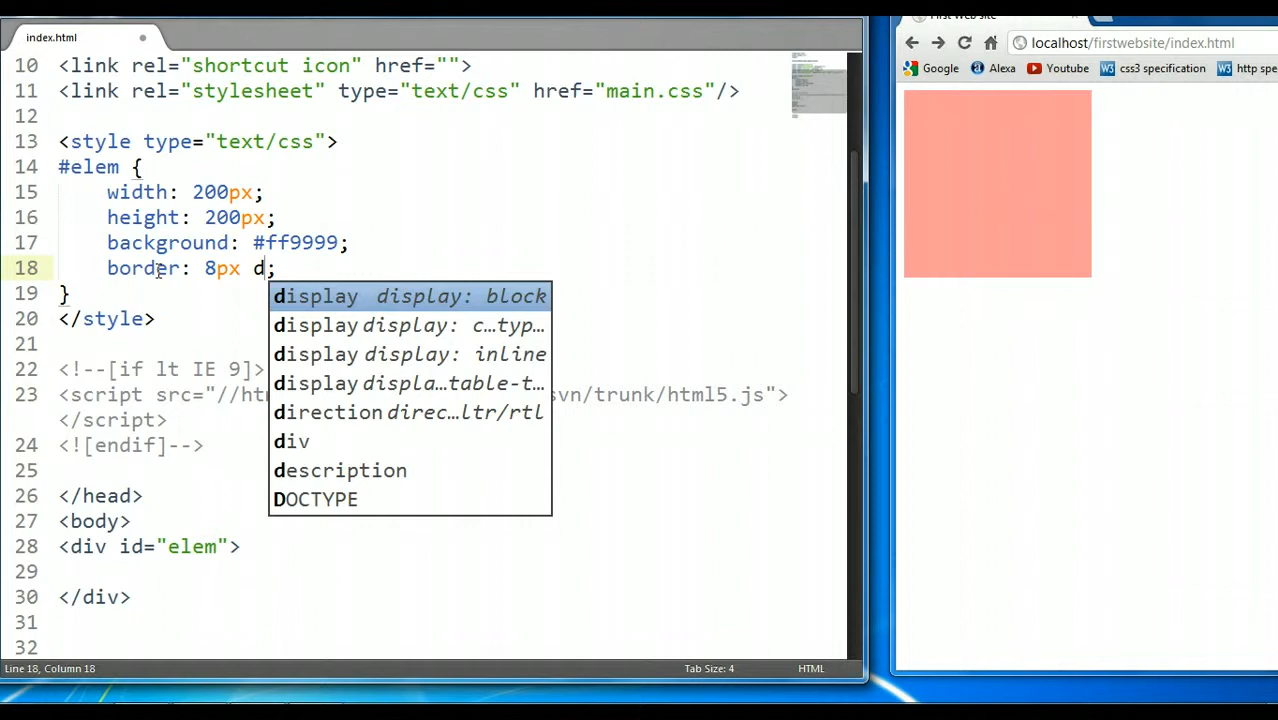 index.html
First Web site
localhost/firstwebsite/index.html
Google Alexa Youtube css3 specification http spe
10 <link rel="shortcut icon" href="">
11 <link rel="stylesheet" type="text/css" href="main.css"/>
12
13 <style type="text/css">
14 #elem {
15 width: 200px;
16 height: 200px;
17 background: #ff9999;
18 border: 8px d;
19 }
20 </style>
21
22 <!--[if lt IE 9]>
23 <script src="//htm svn/trunk/html5.js">
</script>
24 <![endif]-->
25
26 </head>
27 <body>
28 <div id="elem">
29
30 </div>
31
32
display display: block
display display: c…typ…
display display: inline
display displa…table-t…
direction direc…ltr/rtl
div
description
DOCTYPE
Line 18, Column 18 Tab Size: 4 HTML